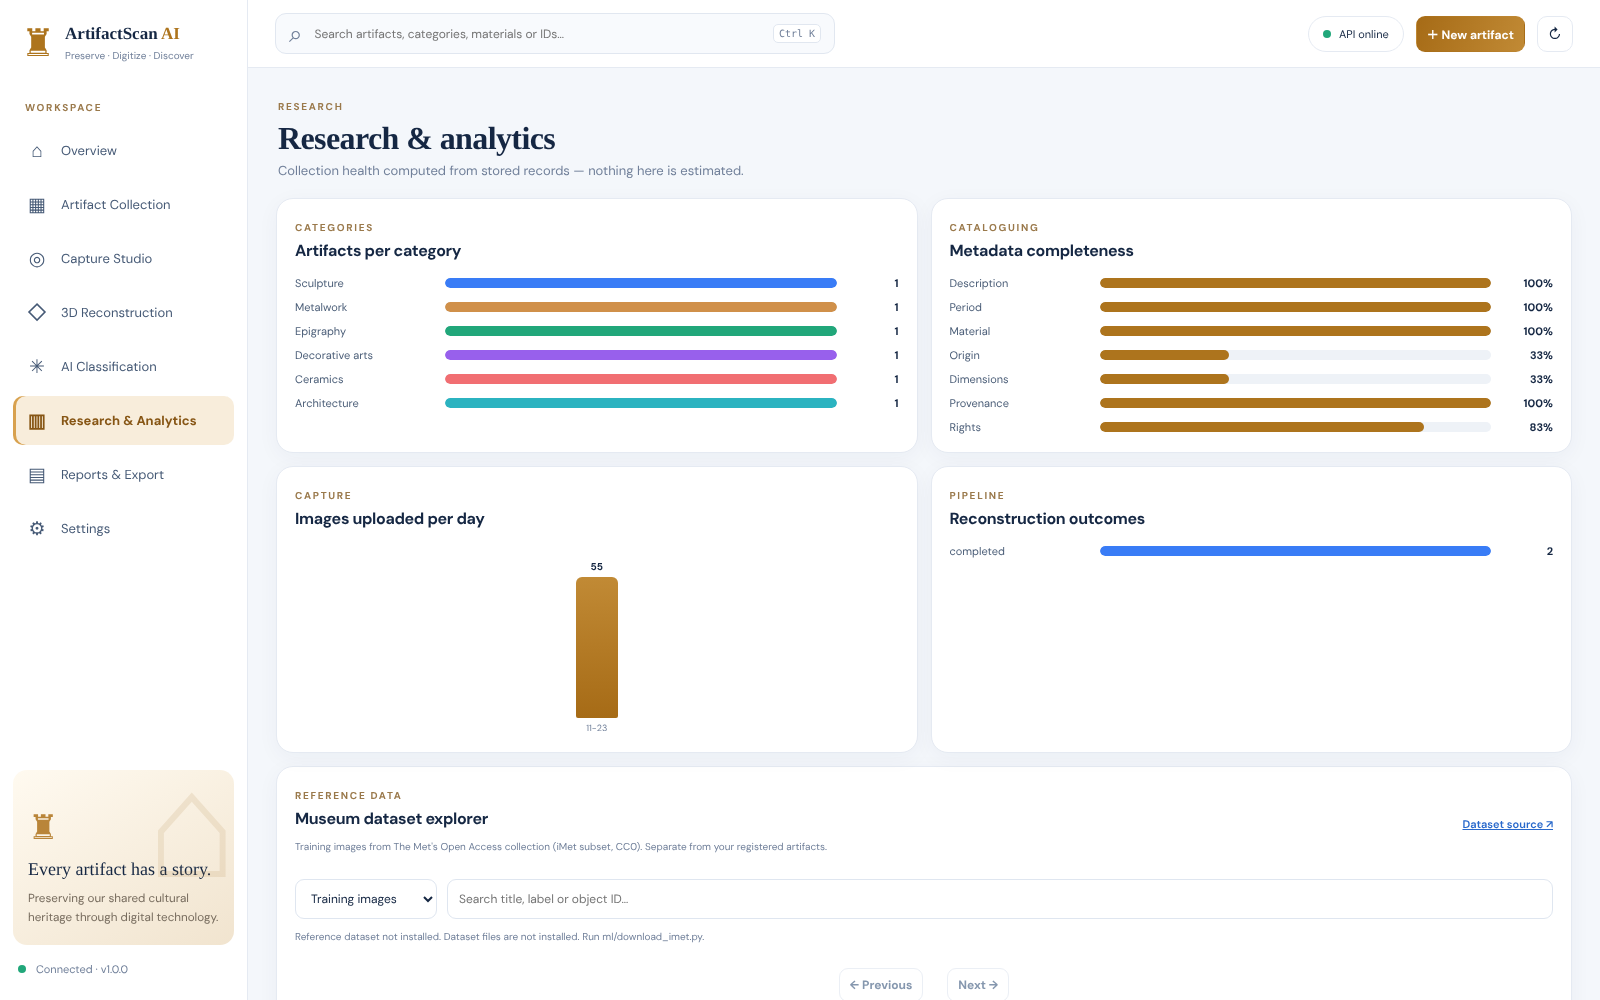 ArtifactScan AI
Preserve · Digitize · Discover
WORKSPACE
Overview
Artifact Collection
Capture Studio
3D Reconstruction
AI Classification
Research & Analytics
Reports & Export
Settings
Every artifact has a story.
Preserving our shared cultural
heritage through digital technology.
Connected · v1.0.0
Search artifacts, categories, materials or IDs...
Ctrl K
API online
+ New artifact
RESEARCH
Research & analytics
Collection health computed from stored records — nothing here is estimated.
CATEGORIES
Artifacts per category
Sculpture 1
Metalwork 1
Epigraphy 1
Decorative arts 1
Ceramics 1
Architecture 1
CATALOGUING
Metadata completeness
Description 100%
Period 100%
Material 100%
Origin 33%
Dimensions 33%
Provenance 100%
Rights 83%
CAPTURE
Images uploaded per day
55
11-23
PIPELINE
Reconstruction outcomes
completed 2
REFERENCE DATA
Museum dataset explorer
Dataset source ↗
Training images from The Met's Open Access collection (iMet subset, CC0). Separate from your registered artifacts.
Training images
Search title, label or object ID...
Reference dataset not installed. Dataset files are not installed. Run ml/download_imet.py.
← Previous
Next →